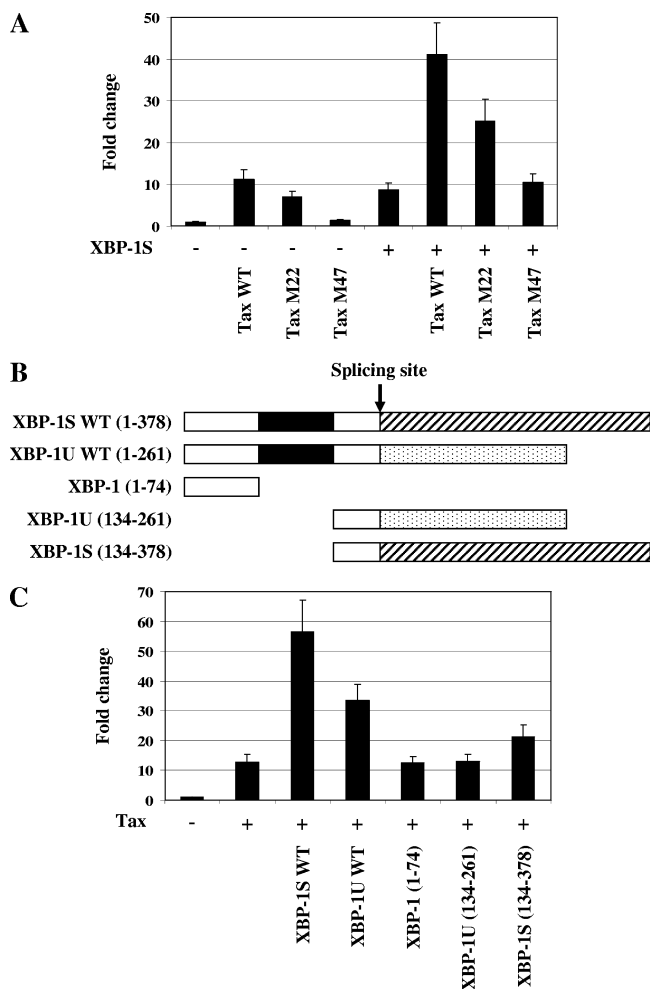 A
Fold change
50
40
30
20
10
0
XBP-1S - - - - + + + +
Tax WT
Tax M22
Tax M47
Tax WT
Tax M22
Tax M47
B
Splicing site
XBP-1S WT (1-378)
XBP-1U WT (1-261)
XBP-1 (1-74)
XBP-1U (134-261)
XBP-1S (134-378)
C
Fold change
70
60
50
40
30
20
10
0
Tax - + + + + + +
XBP-1S WT
XBP-1U WT
XBP-1 (1-74)
XBP-1U (134-261)
XBP-1S (134-378)